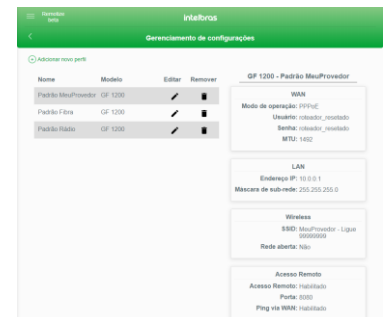 Remotize
beta
intelbras
Gerenciamento de configurações
Adicionar novo perfil
Nome Modelo Editar Remover
Padrão MeuProvedor GF 1200
Padrão Fibra GF 1200
Padrão Rádio GF 1200
GF 1200 - Padrão MeuProvedor
WAN
Modo de operação: PPPoE
Usuário: roteador_resetado
Senha: roteador_resetado
MTU: 1492
LAN
Endereço IP: 10.0.0.1
Máscara de sub-rede: 255.255.255.0
Wireless
SSID: MeuProvedor - Ligue
99999999
Rede aberta: Não
Acesso Remoto
Acesso Remoto: Habilitado
Porta: 8080
Ping via WAN: Habilitado